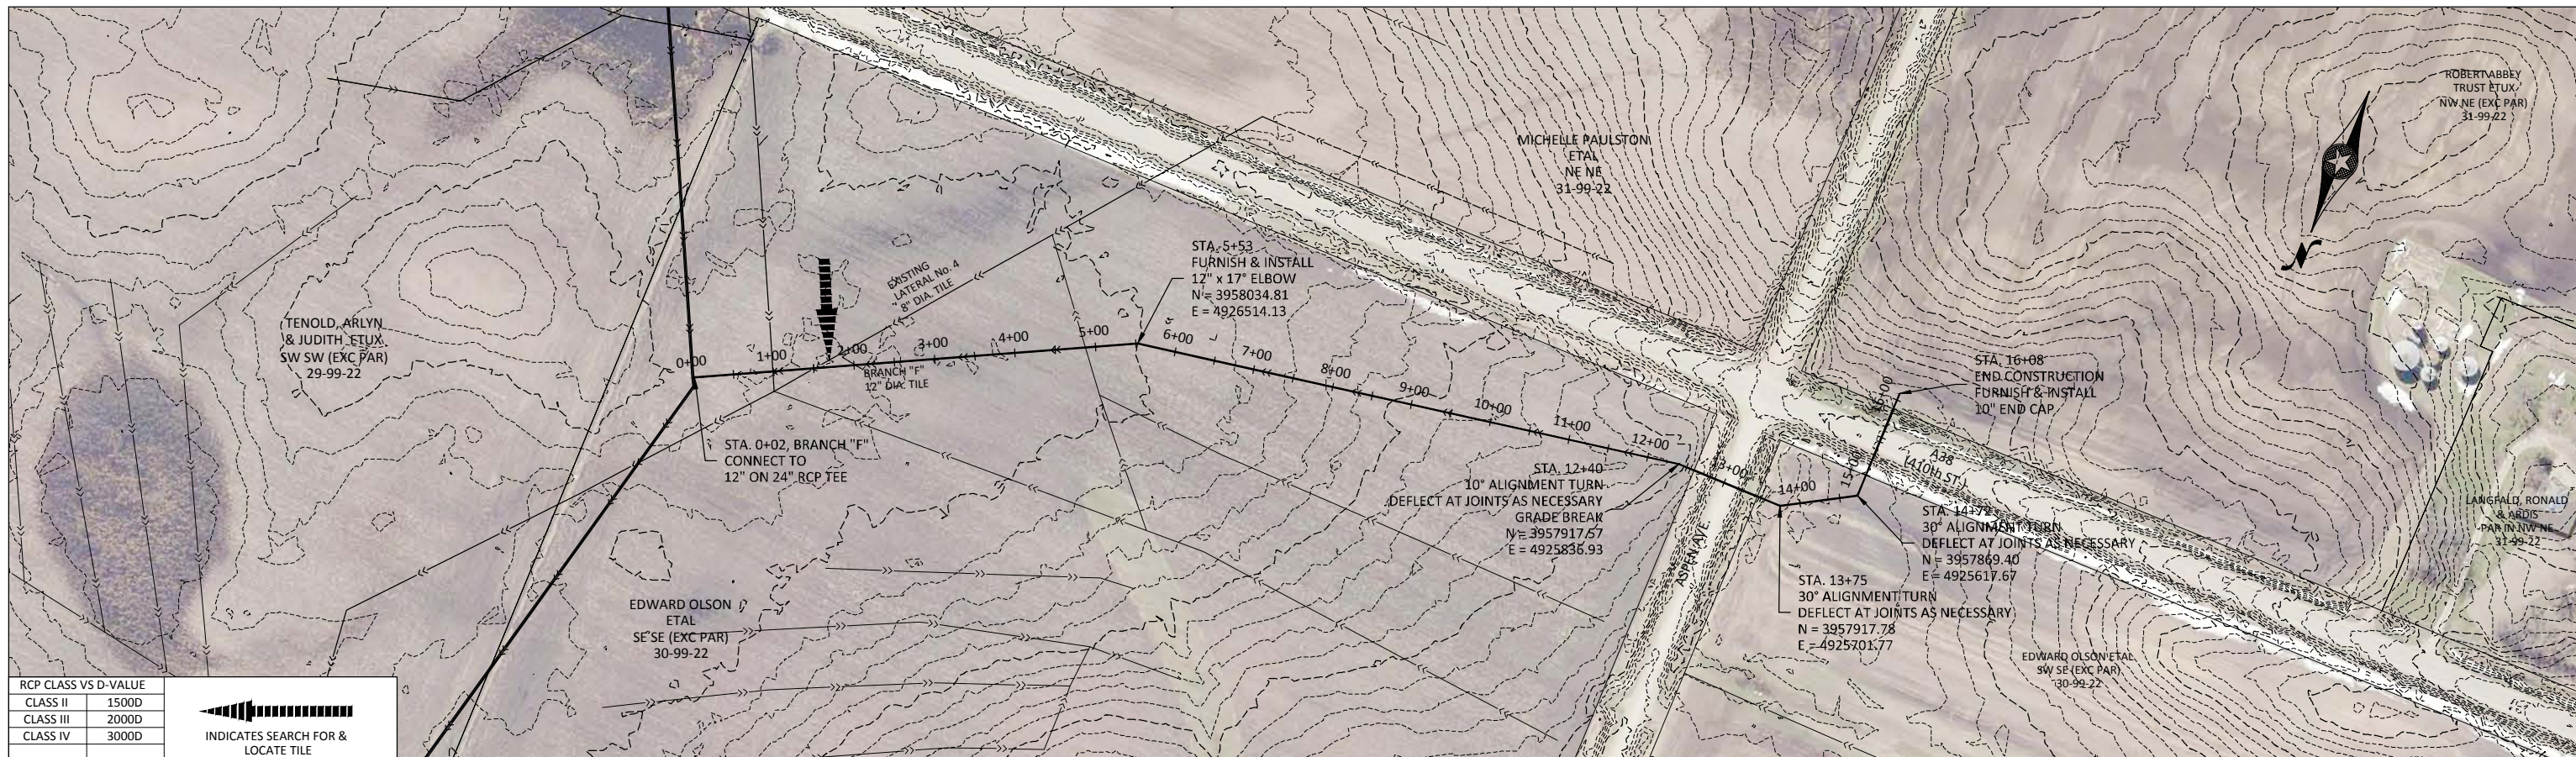 ROBERT ABBEY
TRUST ETUX
NW NE (EXC PAR)
31-99-22
MICHELLE PAULSTON
ETAL
NE NE
31-99-22
N
STA. 5+53
FURNISH & INSTALL
12" x 17° ELBOW
N = 3958034.81
E = 4926514.13
EXISTING
LATERAL No. 4
8" DIA. TILE
TENOLD, ARLYN
& JUDITH ETUX
SW SW (EXC PAR)
29-99-22
0+00
1+00
2+00
3+00
4+00
5+00
6+00
7+00
8+00
9+00
10+00
11+00
12+00
13+00
14+00
15+00
16+00
BRANCH "F"
12" DIA. TILE
STA. 16+08
END CONSTRUCTION
FURNISH & INSTALL
10" END CAP
STA. 0+02, BRANCH "F"
CONNECT TO
12" ON 24" RCP TEE
STA. 12+40
10° ALIGNMENT TURN
DEFLECT AT JOINTS AS NECESSARY
GRADE BREAK
N = 3957917.57
E = 4925836.93
A38
(410th ST.)
ASPEN AVE.
STA. 14+72
30° ALIGNMENT TURN
DEFLECT AT JOINTS AS NECESSARY
N = 3957869.40
E = 4925617.67
STA. 13+75
30° ALIGNMENT TURN
DEFLECT AT JOINTS AS NECESSARY
N = 3957917.78
E = 4925701.77
LANGFALD, RONALD
& ARDIS
PAR IN NW NE
31-99-22
EDWARD OLSON
ETAL
SE SE (EXC PAR)
30-99-22
EDWARD OLSON ETAL
SW SE (EXC PAR)
30-99-22
RCP CLASS VS D-VALUE
CLASS II 1500D
CLASS III 2000D
CLASS IV 3000D
INDICATES SEARCH FOR &
LOCATE TILE